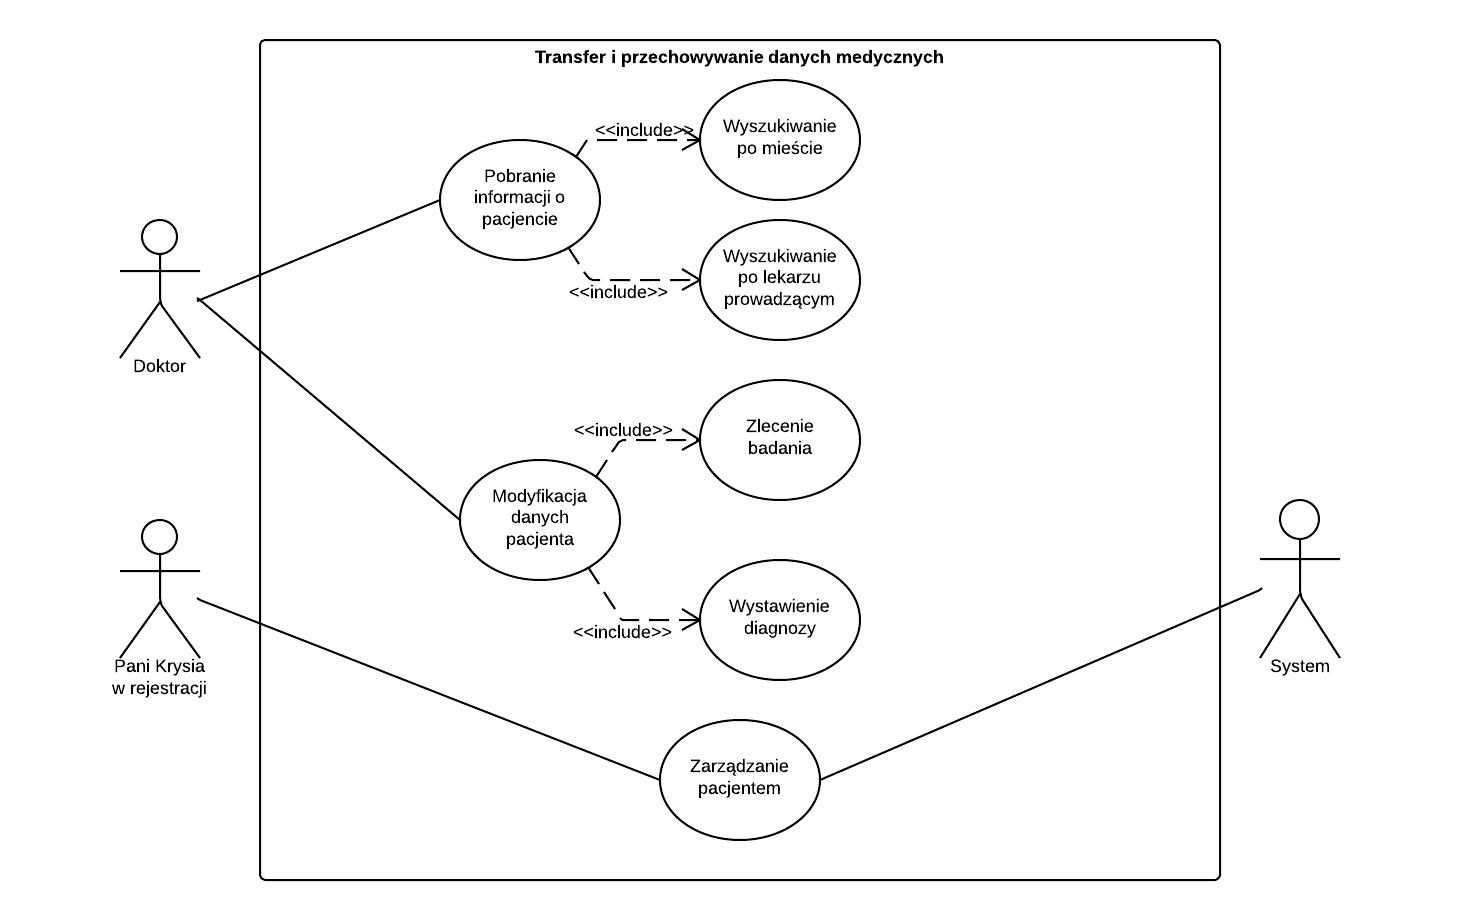 Transfer i przechowywanie danych medycznych
<<include>>
Wyszukiwanie
po mieście
Pobranie
informacji o
pacjencie
Wyszukiwanie
po lekarzu
prowadzącym
<<include>>
Doktor
<<include>>
Zlecenie
badania
Modyfikacja
danych
pacjenta
Wystawienie
diagnozy
<<include>>
Pani Krysia
w rejestracji
System
Zarządzanie
pacjentem